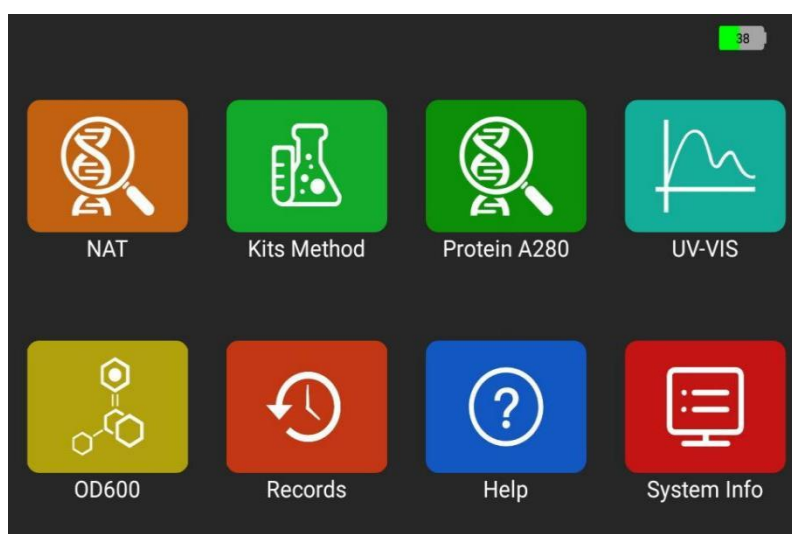 38
NAT
Kits Method
Protein A280
UV-VIS
OD600
Records
Help
System Info